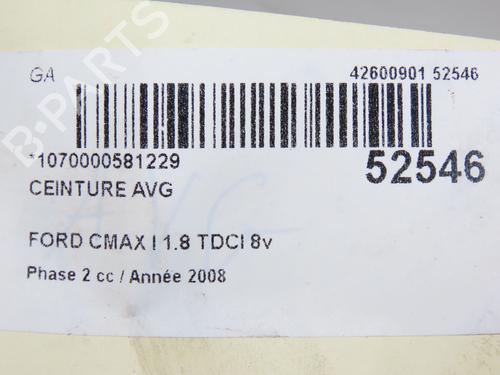 GA 42600901 52546
*1070000581229 52546
CEINTURE AVG
FORD CMAX I 1.8 TDCI 8v
Phase 2 cc / Année 2008
B-PARTS